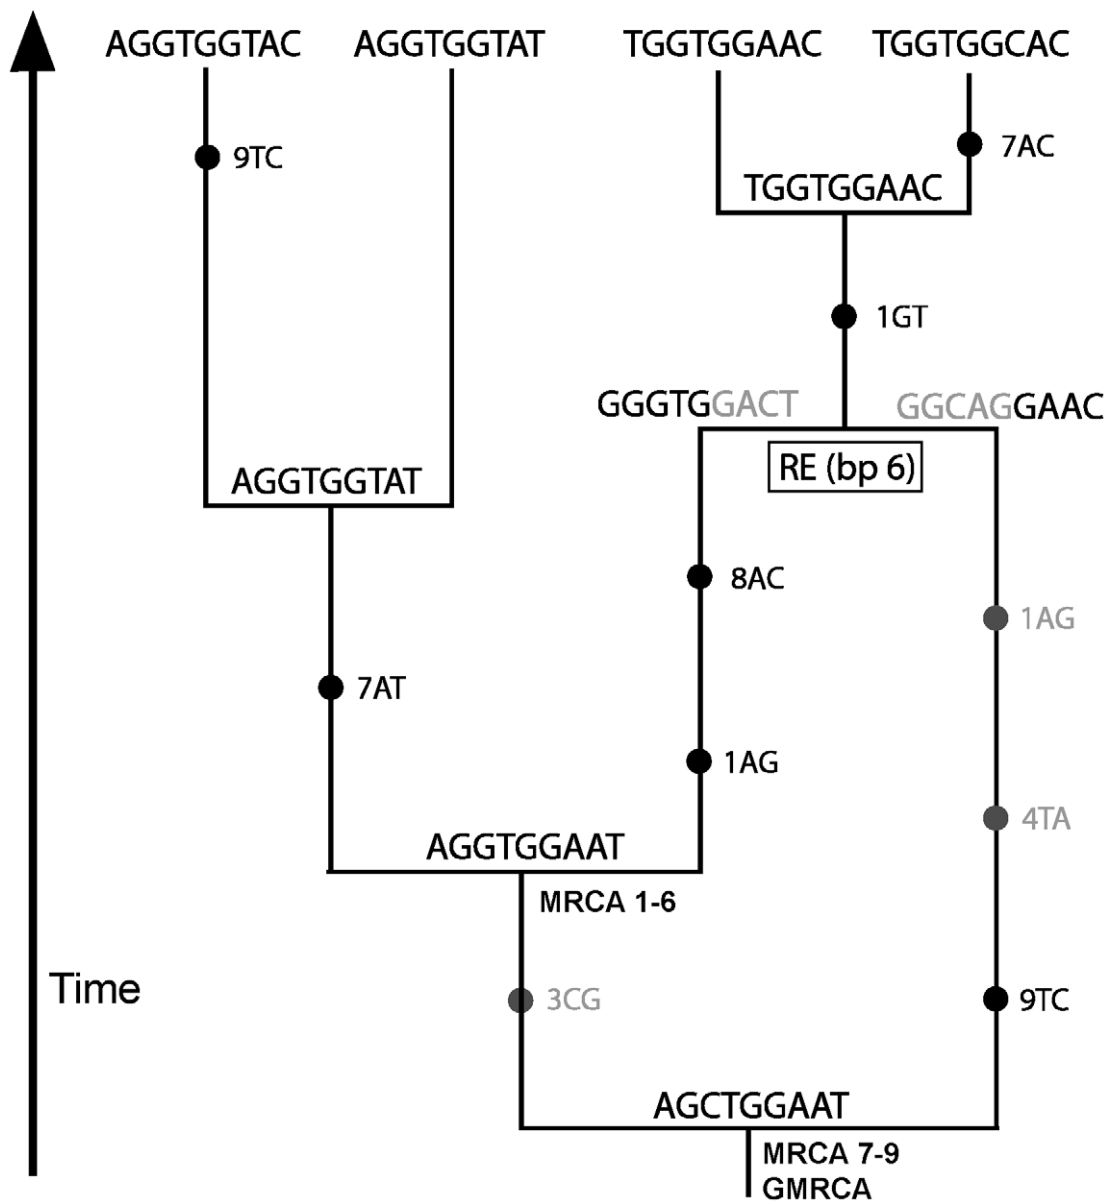 AGGTGGTAC AGGTGGTAT TGGTGGAAC TGGTGGCAC
9TC
7AC
TGGTGGAAC
1GT
GGGTGGACT GGCAGGAAC
RE (bp 6)
AGGTGGTAT
8AC
1AG
7AT
1AG
4TA
AGGTGGAAT
MRCA 1-6
Time
3CG
9TC
AGCTGGAAT
MRCA 7-9
GMRCA